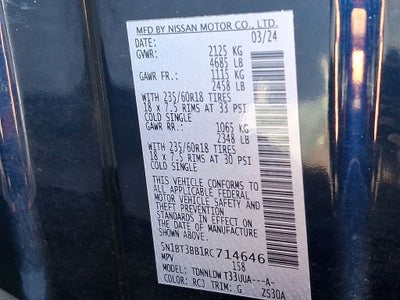 MFD BY NISSAN MOTOR CO., LTD.
DATE: 03/24
GVWR: 2125 KG
4685 LB
GAWR FR.: 1115 KG
2458 LB
WITH 235/60R18 TIRES
18 x 7.5 RIMS AT 33 PSI
COLD SINGLE
GAWR RR.: 1065 KG
2348 LB
WITH 235/60R18 TIRES
18 x 7.5 RIMS AT 30 PSI
COLD SINGLE
THIS VEHICLE CONFORMS TO
ALL APPLICABLE FEDERAL
MOTOR VEHICLE SAFETY AND
THEFT PREVENTION
STANDARDS IN EFFECT ON THE
DATE OF MANUFACTURE
5N1BT3BB1RC714646
MPV 158
MODEL: TDNNLDW T33UUA---A-
COLOR: RCJ TRIM: G ZS30A